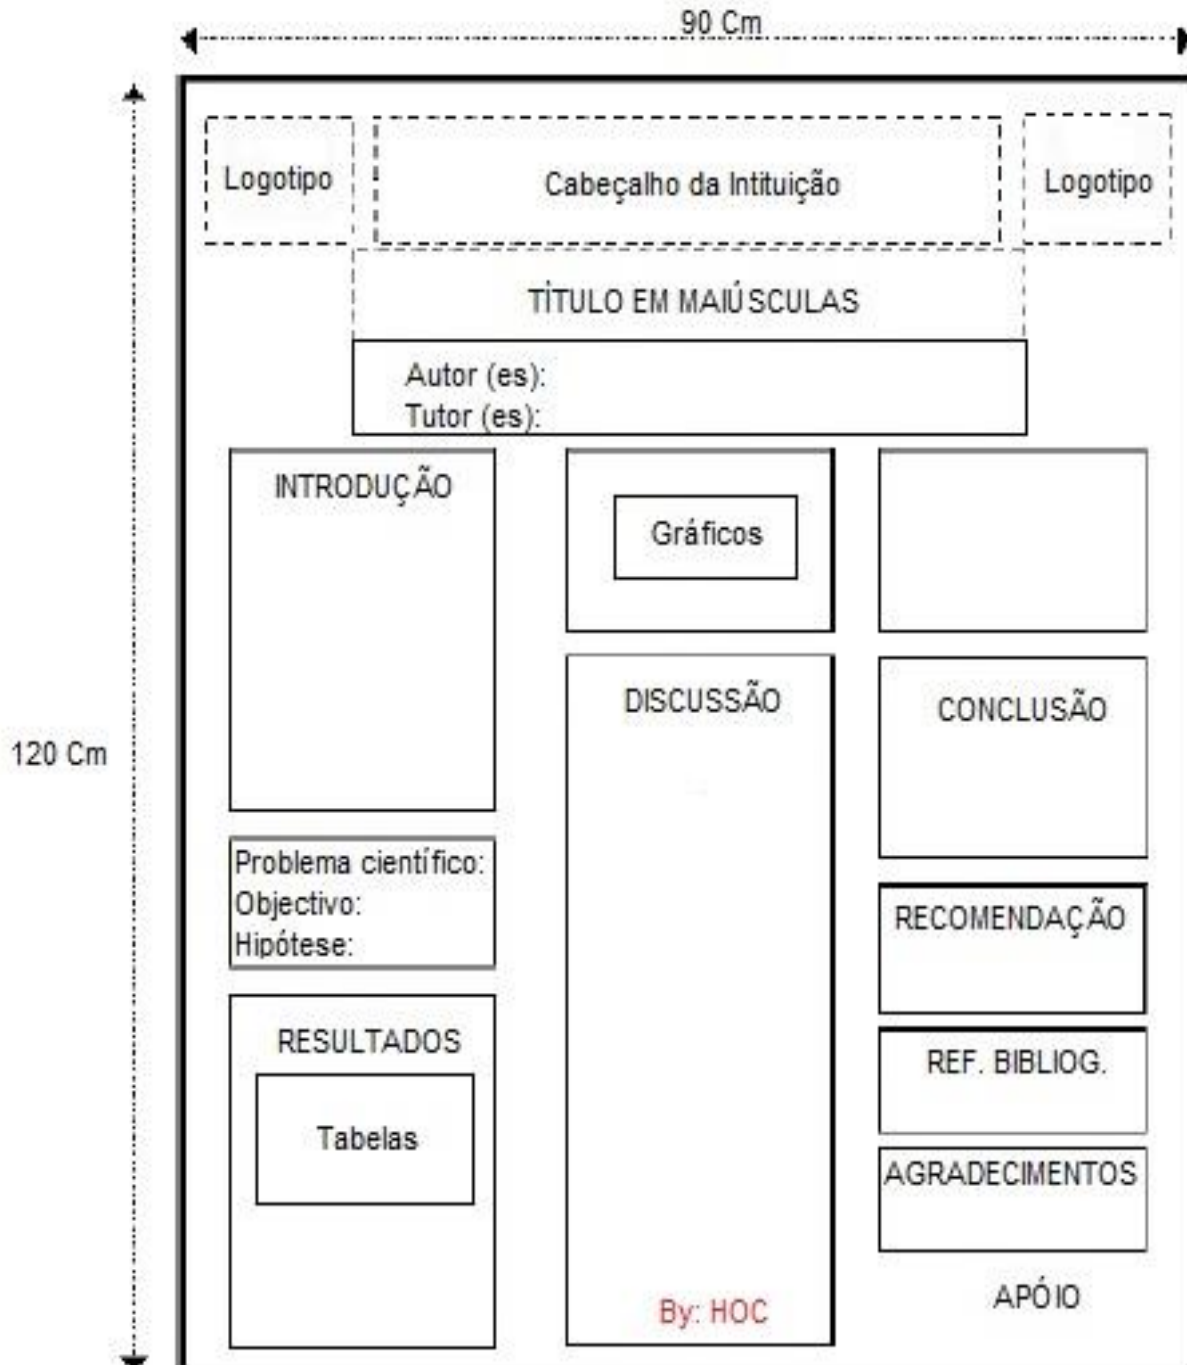 90 Cm
Logotipo
Cabeçalho da Intituição
Logotipo
TÍTULO EM MAIÚSCULAS
Autor (es):
Tutor (es):
INTRODUÇÃO
120 Cm
Problema científico:
Objectivo:
Hipótese:
RESULTADOS
Tabelas
Gráficos
DISCUSSÃO
By: HOC
CONCLUSÃO
RECOMENDAÇÃO
REF. BIBLIOG.
AGRADECIMENTOS
APÓIO